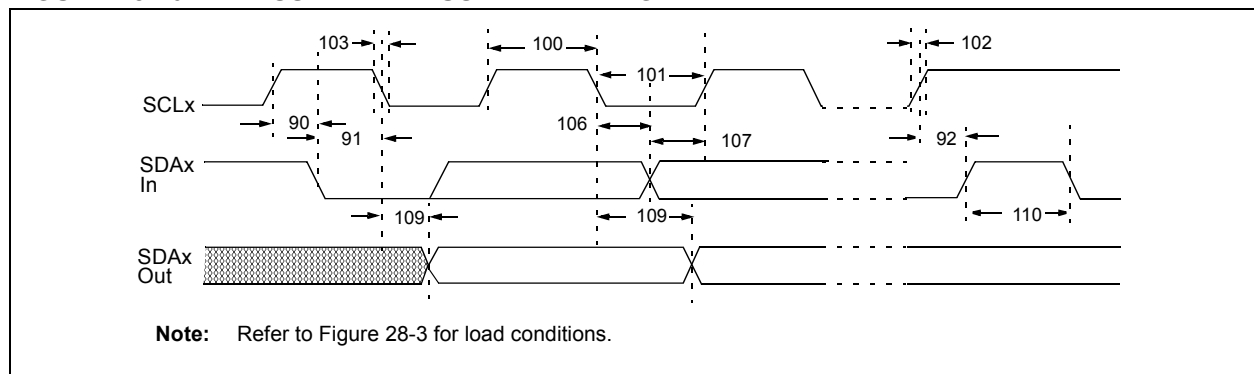 103
100
102
101
SCLx
90
91
106
107
92
SDAx
In
109
109
110
SDAx
Out
Note: Refer to Figure 28-3 for load conditions.